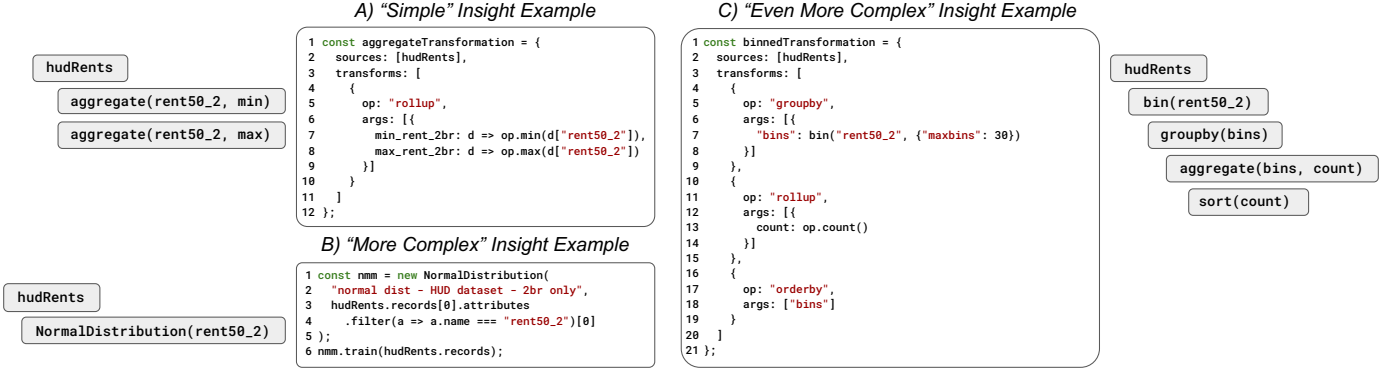 A) “Simple” Insight Example
hudRents
aggregate(rent50_2, min)
aggregate(rent50_2, max)
1 const aggregateTransformation = {
2 sources: [hudRents],
3 transforms: [
4 {
5 op: "rollup",
6 args: [{
7 min_rent_2br: d => op.min(d["rent50_2"]),
8 max_rent_2br: d => op.max(d["rent50_2"])
9 }]
10 }
11 ]
12 };
B) “More Complex” Insight Example
hudRents
NormalDistribution(rent50_2)
1 const nmm = new NormalDistribution(
2 "normal dist - HUD dataset - 2br only",
3 hudRents.records[0].attributes
4 .filter(a => a.name === "rent50_2")[0]
5 );
6 nmm.train(hudRents.records);
C) “Even More Complex” Insight Example
1 const binnedTransformation = {
2 sources: [hudRents],
3 transforms: [
4 {
5 op: "groupby",
6 args: [{
7 "bins": bin("rent50_2", {"maxbins": 30})
8 }]
9 },
10 {
11 op: "rollup",
12 args: [{
13 count: op.count()
14 }]
15 },
16 {
17 op: "orderby",
18 args: ["bins"]
19 }
20 ]
21 };
hudRents
bin(rent50_2)
groupby(bins)
aggregate(bins, count)
sort(count)